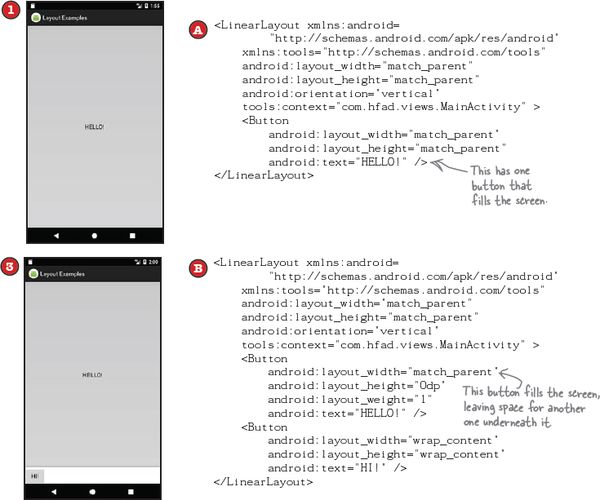 1
1:55
Layout Examples
HELLO!
A
<LinearLayout xmlns:android=
"http://schemas.android.com/apk/res/android"
xmlns:tools="http://schemas.android.com/tools"
android:layout_width="match_parent"
android:layout_height="match_parent"
android:orientation="vertical"
tools:context="com.hfad.views.MainActivity" >
<Button
android:layout_width="match_parent"
android:layout_height="match_parent"
android:text="HELLO!" />
</LinearLayout>
This has one
button that
fills the screen.
3
2:00
Layout Examples
HELLO!
HI!
B
<LinearLayout xmlns:android=
"http://schemas.android.com/apk/res/android"
xmlns:tools="http://schemas.android.com/tools"
android:layout_width="match_parent"
android:layout_height="match_parent"
android:orientation="vertical"
tools:context="com.hfad.views.MainActivity" >
<Button
android:layout_width="match_parent"
android:layout_height="0dp"
android:layout_weight="1"
android:text="HELLO!" />
<Button
android:layout_width="wrap_content"
android:layout_height="wrap_content"
android:text="HI!" />
</LinearLayout>
This button fills the screen,
leaving space for another
one underneath it.